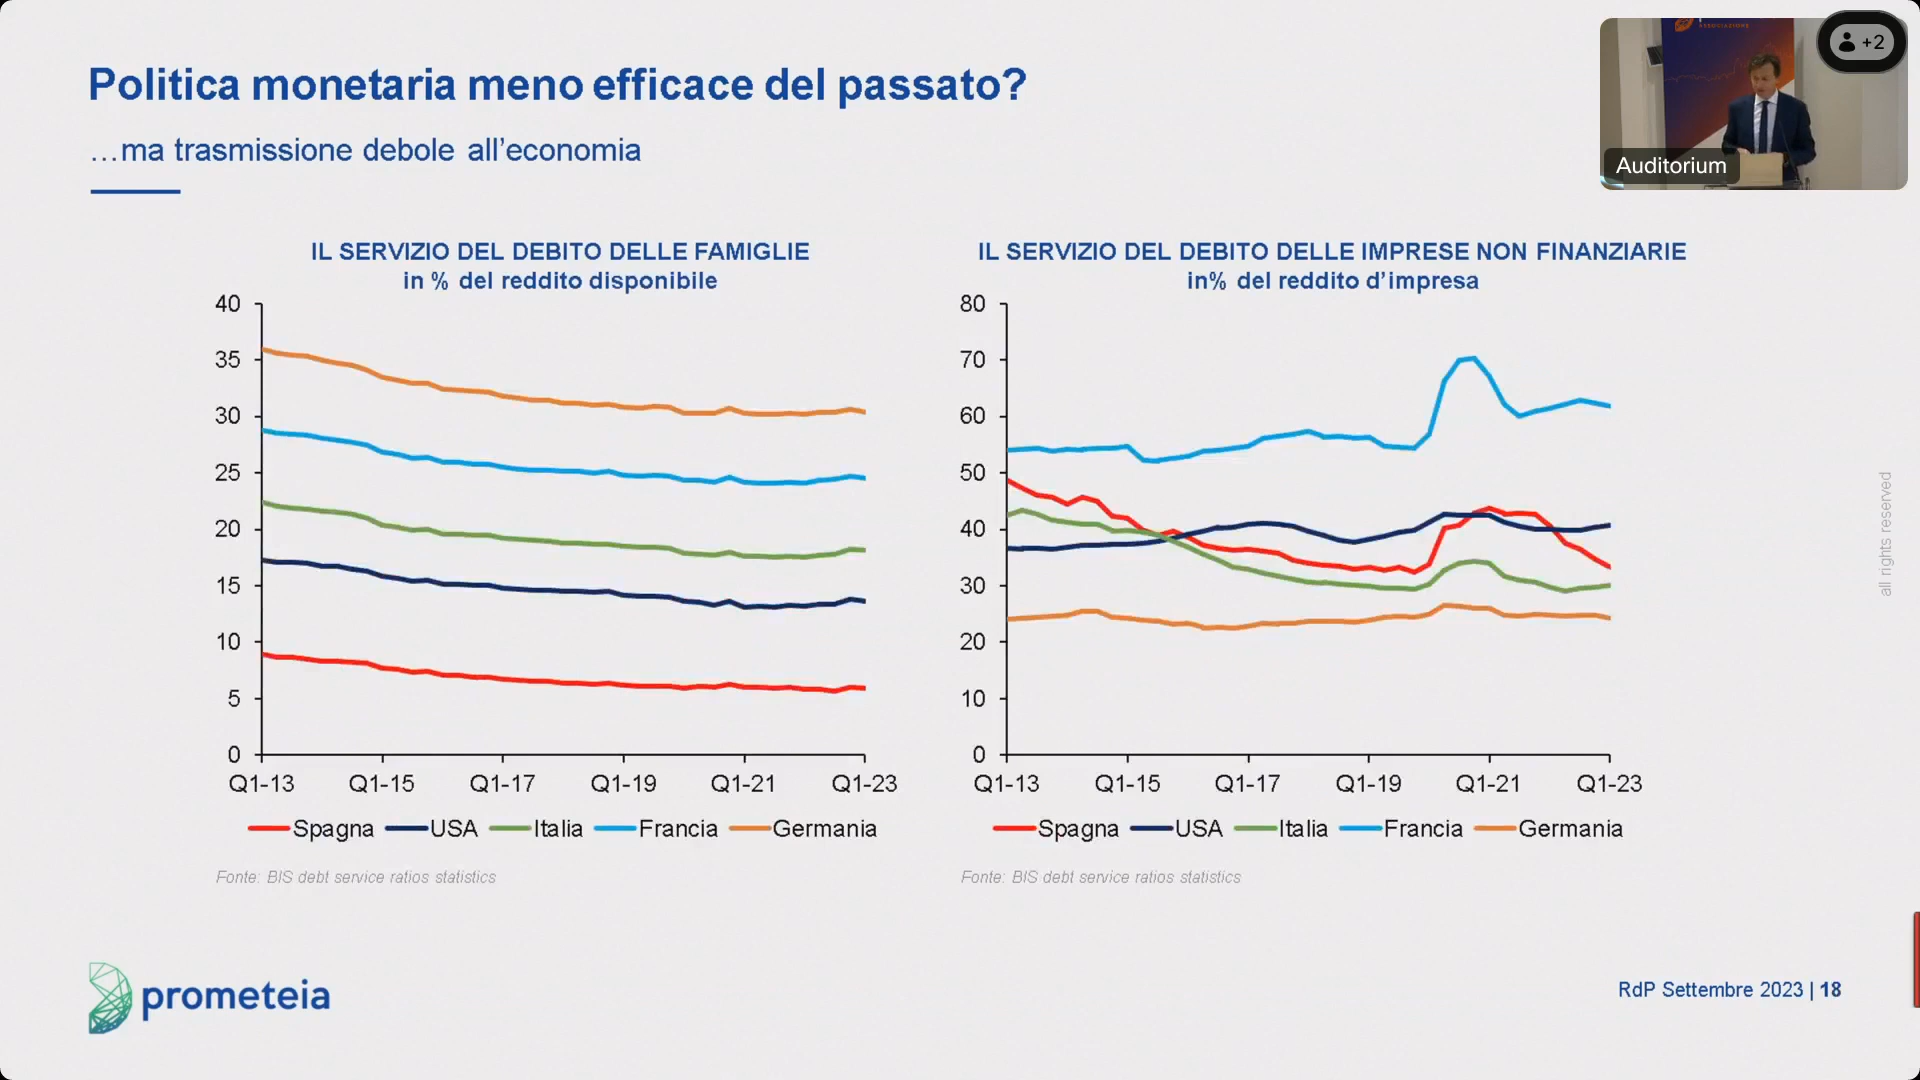 Politica monetaria meno efficace del passato?
…ma trasmissione debole all’economia
+2
Auditorium
IL SERVIZIO DEL DEBITO DELLE FAMIGLIE
in % del reddito disponibile
40
35
30
25
20
15
10
5
0
Q1-13 Q1-15 Q1-17 Q1-19 Q1-21 Q1-23
Spagna USA Italia Francia Germania
Fonte: BIS debt service ratios statistics
IL SERVIZIO DEL DEBITO DELLE IMPRESE NON FINANZIARIE
in% del reddito d’impresa
80
70
60
50
40
30
20
10
0
Q1-13 Q1-15 Q1-17 Q1-19 Q1-21 Q1-23
Spagna USA Italia Francia Germania
Fonte: BIS debt service ratios statistics
all rights reserved
prometeia
RdP Settembre 2023 | 18